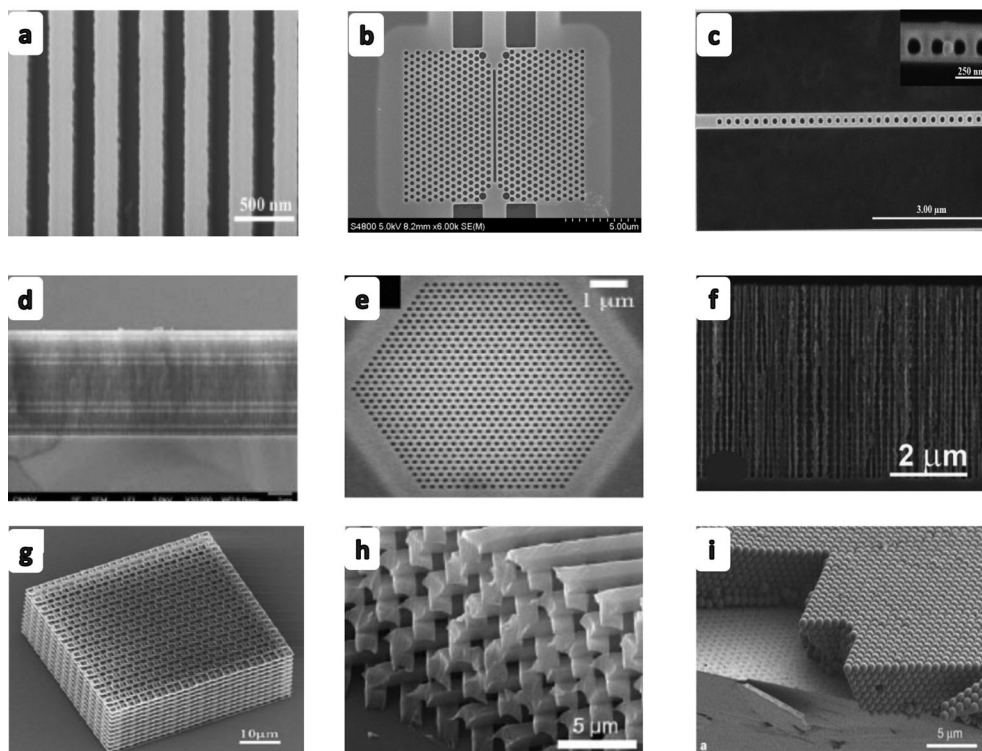 a
500 nm
b
S4800 5.0kV 8.2mm x6.00k SE(M)
5.00um
c
250 nm
3.00 μm
d
e
1 μm
f
2 μm
g
10μm
h
5 μm
i
a
5 μm